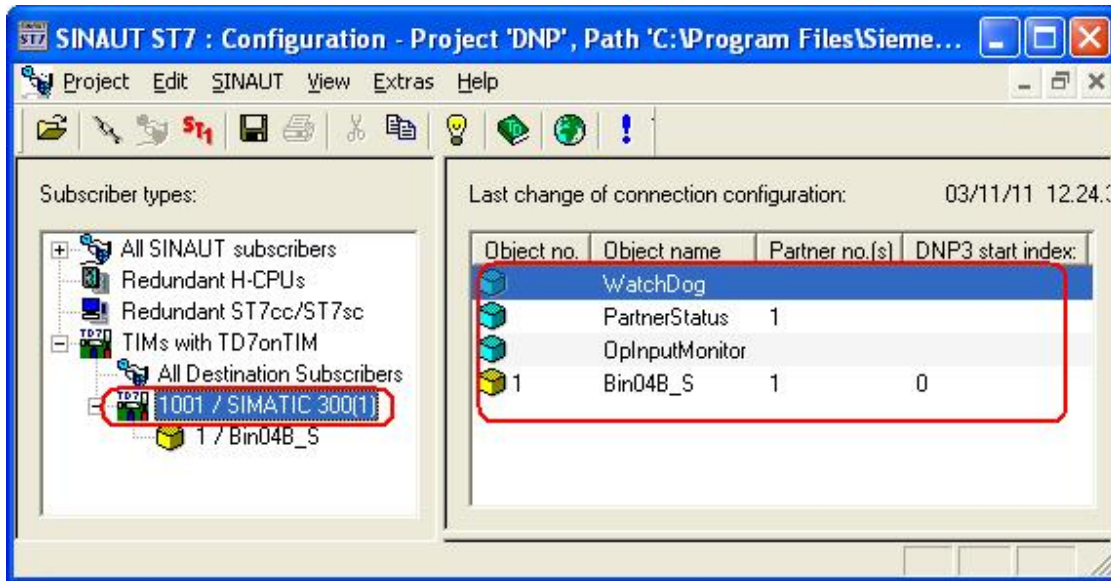 SINAUT ST7 : Configuration - Project 'DNP', Path 'C:\Program Files\Sieme...
Project Edit SINAUT View Extras Help
Subscriber types:
All SINAUT subscribers
Redundant H-CPUs
Redundant ST7cc/ST7sc
TIMs with TD7onTIM
All Destination Subscribers
1001 / SIMATIC 300(1)
1 / Bin04B_S
Last change of connection configuration: 03/11/11 12.24.
Object no. Object name Partner no.(s) DNP3 start index:
WatchDog
PartnerStatus 1
OpInputMonitor
1 Bin04B_S 1 0